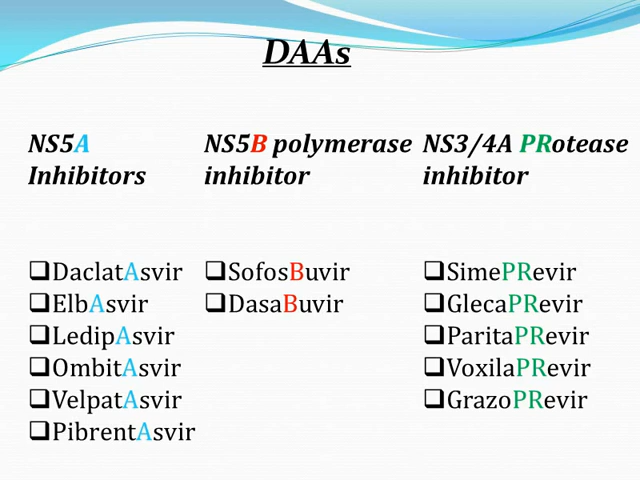 DAAs
NS5A
Inhibitors
NS5B polymerase
inhibitor
NS3/4A PRotease
inhibitor
❑DaclatAsvir
❑ElbAsvir
❑LedipAsvir
❑OmbitAsvir
❑VelpatAsvir
❑PibrentAsvir
❑SofosBuvir
❑DasaBuvir
❑SimePRevir
❑GlecaPRevir
❑ParitaPRevir
❑VoxilaPRevir
❑GrazoPRevir